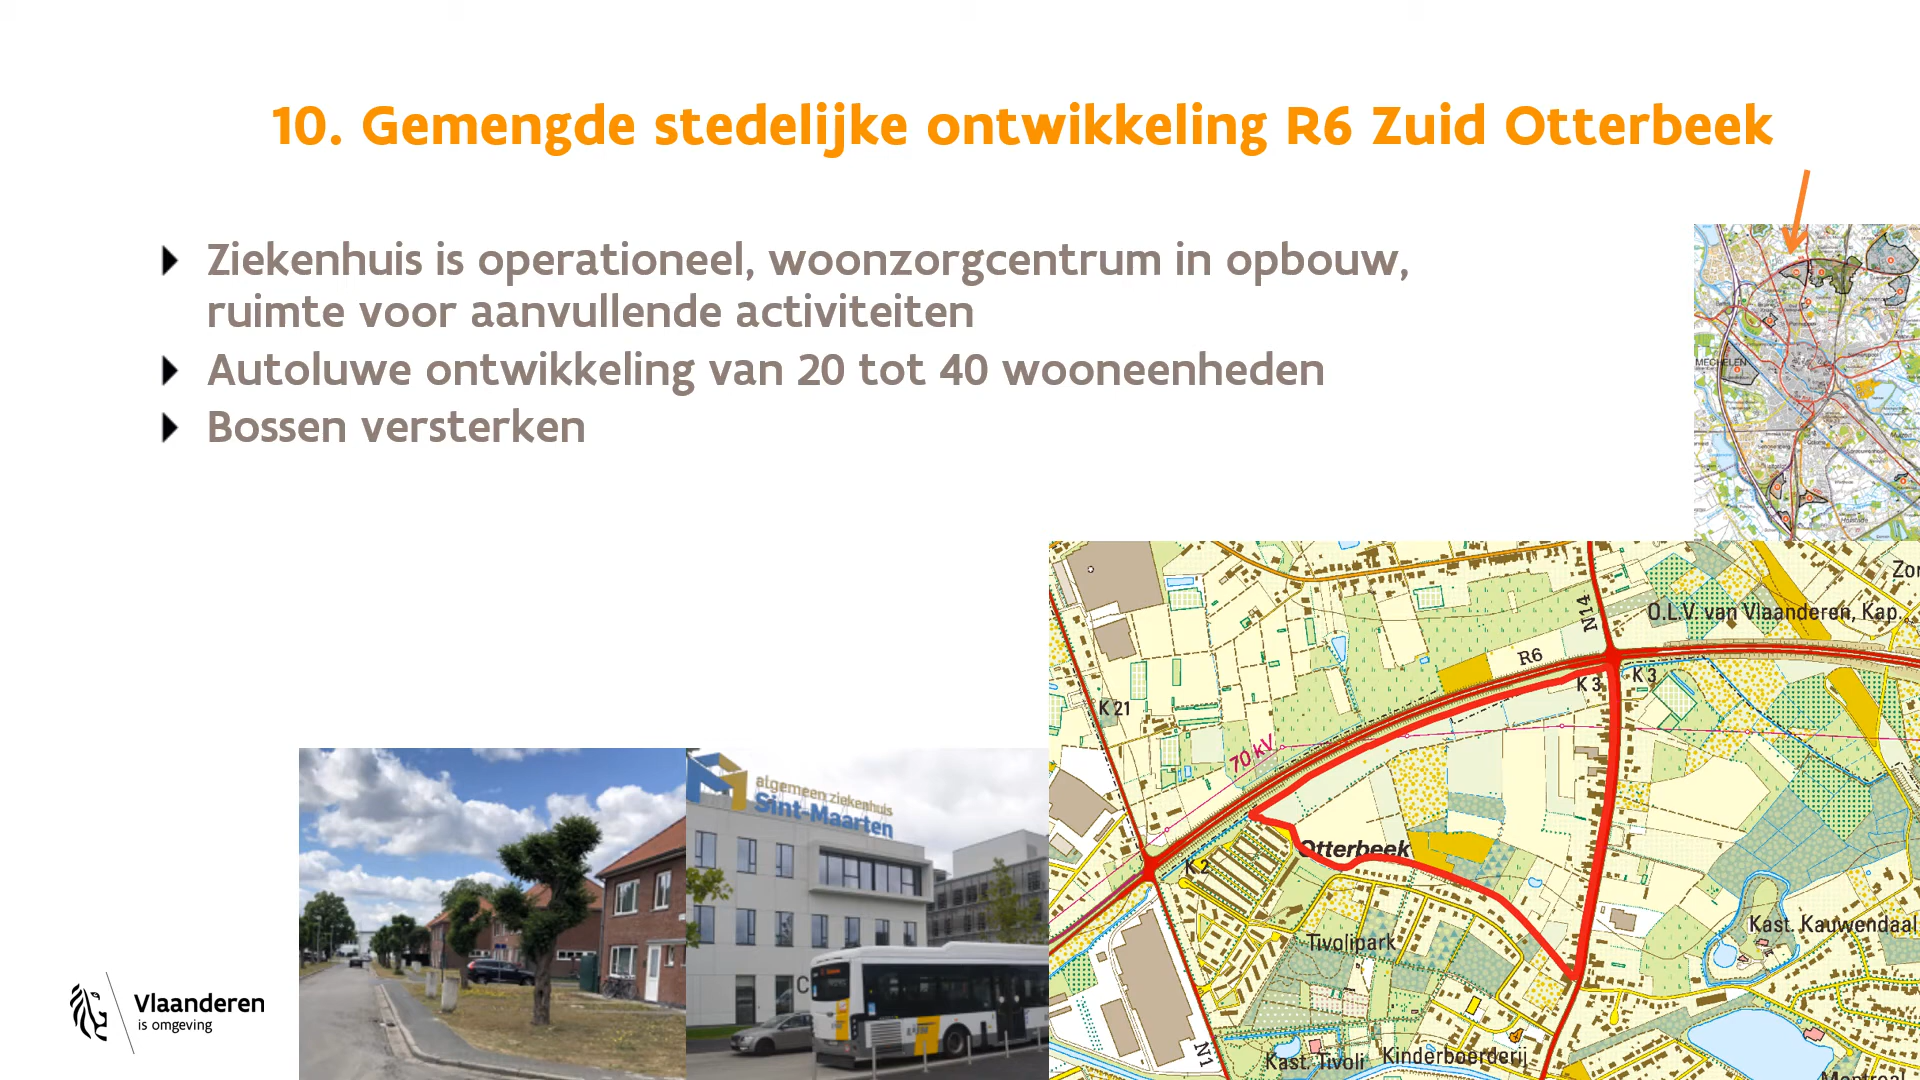 10. Gemengde stedelijke ontwikkeling R6 Zuid Otterbeek
Ziekenhuis is operationeel, woonzorgcentrum in opbouw,
ruimte voor aanvullende activiteiten
Autoluwe ontwikkeling van 20 tot 40 wooneenheden
Bossen versterken
MECHELEN
N14
O.L.V. van Vlaanderen, Kap.
R6
K 3
K 3
K 21
70 kV
Otterbeek
K 2
Tivolipark
Kast. Kauwendaal
N1
Kast. Tivoli
Kinderboerderij
algemeen ziekenhuis
Sint-Maarten
C
Vlaanderen
is omgeving